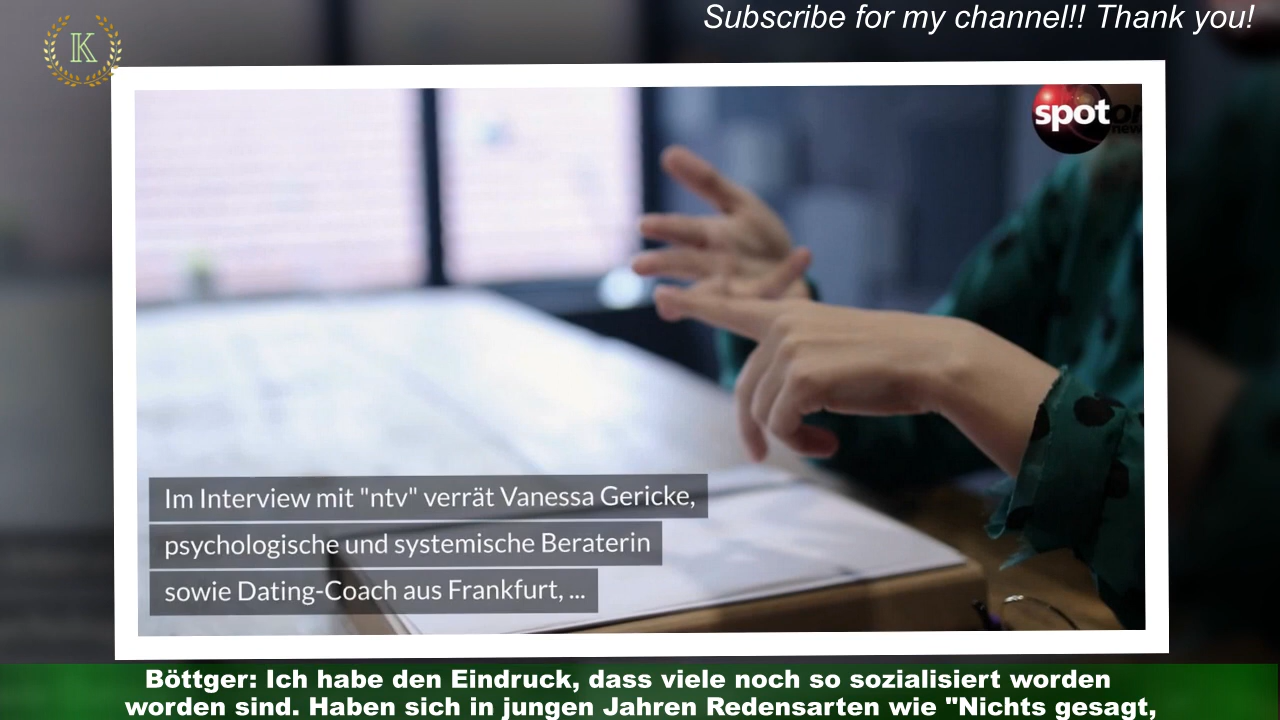 Subscribe for my channel!! Thank you!
K
spoton
news
Im Interview mit "ntv" verrät Vanessa Gericke,
psychologische und systemische Beraterin
sowie Dating-Coach aus Frankfurt, ...
Böttger: Ich habe den Eindruck, dass viele noch so sozialisiert worden
worden sind. Haben sich in jungen Jahren Redensarten wie "Nichts gesagt,